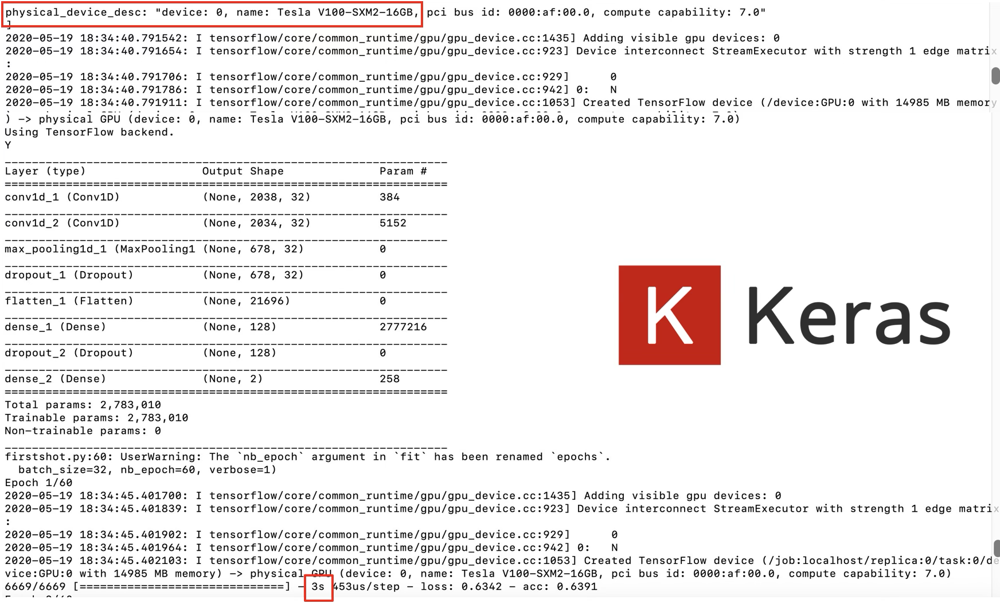 physical_device_desc: "device: 0, name: Tesla V100-SXM2-16GB, pci bus id: 0000:af:00.0, compute capability: 7.0"
]
2020-05-19 18:34:40.791542: I tensorflow/core/common_runtime/gpu/gpu_device.cc:1435] Adding visible gpu devices: 0
2020-05-19 18:34:40.791654: I tensorflow/core/common_runtime/gpu/gpu_device.cc:923] Device interconnect StreamExecutor with strength 1 edge matrix
:
2020-05-19 18:34:40.791706: I tensorflow/core/common_runtime/gpu/gpu_device.cc:929]      0
2020-05-19 18:34:40.791786: I tensorflow/core/common_runtime/gpu/gpu_device.cc:942] 0:   N
2020-05-19 18:34:40.791911: I tensorflow/core/common_runtime/gpu/gpu_device.cc:1053] Created TensorFlow device (/device:GPU:0 with 14985 MB memory
) -> physical GPU (device: 0, name: Tesla V100-SXM2-16GB, pci bus id: 0000:af:00.0, compute capability: 7.0)
Using TensorFlow backend.
Y
_________________________________________________________________
Layer (type)                 Output Shape              Param #
=================================================================
conv1d_1 (Conv1D)            (None, 2038, 32)          384
_________________________________________________________________
conv1d_2 (Conv1D)            (None, 2034, 32)          5152
_________________________________________________________________
max_pooling1d_1 (MaxPooling1 (None, 678, 32)           0
_________________________________________________________________
dropout_1 (Dropout)          (None, 678, 32)           0
_________________________________________________________________
flatten_1 (Flatten)          (None, 21696)             0
_________________________________________________________________
dense_1 (Dense)              (None, 128)               2777216
_________________________________________________________________
dropout_2 (Dropout)          (None, 128)               0
_________________________________________________________________
dense_2 (Dense)              (None, 2)                 258
=================================================================
Total params: 2,783,010
Trainable params: 2,783,010
Non-trainable params: 0
_________________________________________________________________
K Keras
firstshot.py:60: UserWarning: The `nb_epoch` argument in `fit` has been renamed `epochs`.
  batch_size=32, nb_epoch=60, verbose=1)
Epoch 1/60
2020-05-19 18:34:45.401700: I tensorflow/core/common_runtime/gpu/gpu_device.cc:1435] Adding visible gpu devices: 0
2020-05-19 18:34:45.401839: I tensorflow/core/common_runtime/gpu/gpu_device.cc:923] Device interconnect StreamExecutor with strength 1 edge matrix
:
2020-05-19 18:34:45.401902: I tensorflow/core/common_runtime/gpu/gpu_device.cc:929]      0
2020-05-19 18:34:45.401964: I tensorflow/core/common_runtime/gpu/gpu_device.cc:942] 0:   N
2020-05-19 18:34:45.402103: I tensorflow/core/common_runtime/gpu/gpu_device.cc:1053] Created TensorFlow device (/job:localhost/replica:0/task:0/de
vice:GPU:0 with 14985 MB memory) -> physical GPU (device: 0, name: Tesla V100-SXM2-16GB, pci bus id: 0000:af:00.0, compute capability: 7.0)
6669/6669 [==============================] - 3s 453us/step - loss: 0.6342 - acc: 0.6391